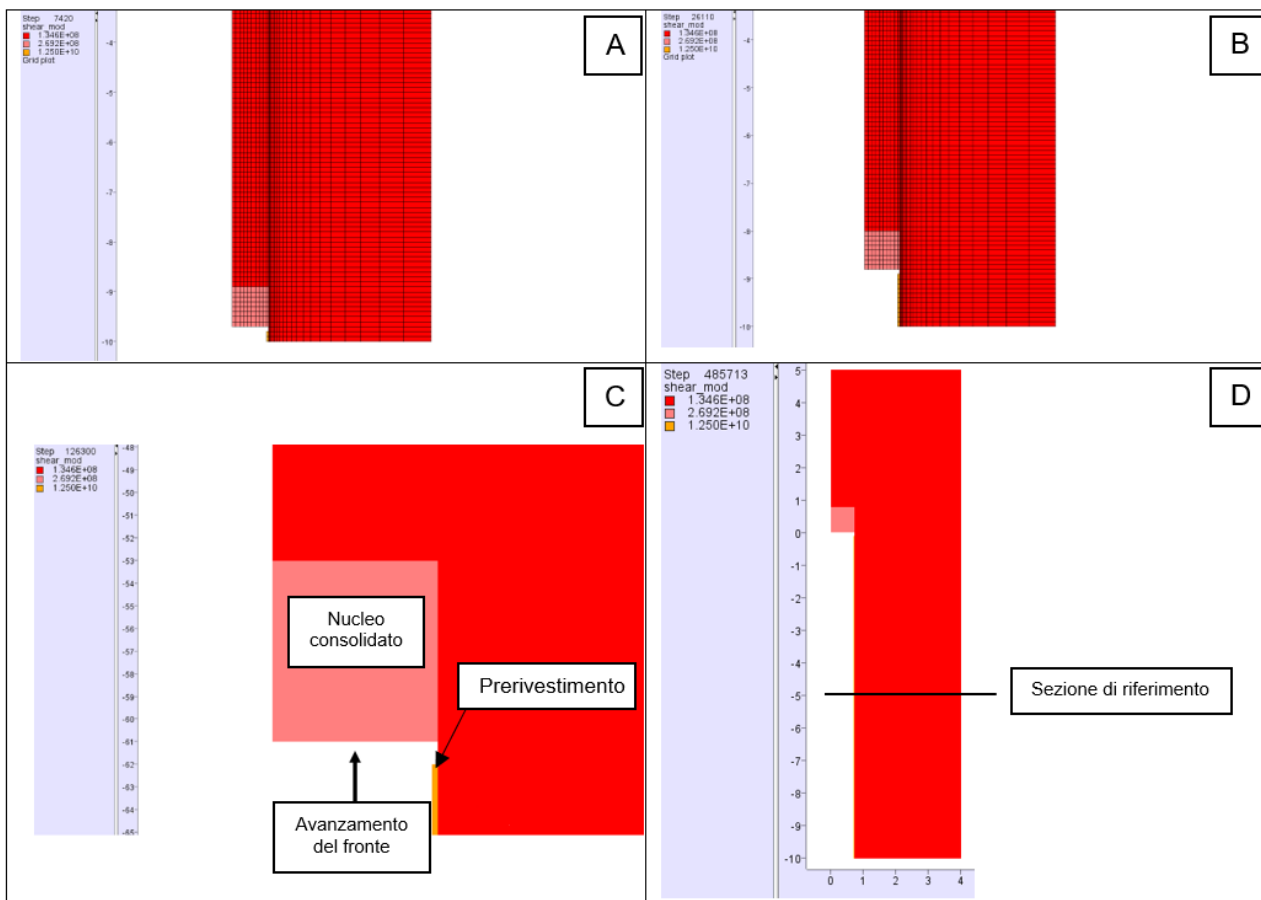 Step 7420
shear_mod
1.346E+08
2.692E+08
1.250E+10
Grid plot
-4
-5
-6
-7
-8
-9
-10
A
Step 26110
shear_mod
1.346E+08
2.692E+08
1.250E+10
Grid plot
-4
-5
-6
-7
-8
-9
-10
B
Step 126300
shear_mod
1.346E+08
2.692E+08
1.250E+10
-48
-49
-50
-51
-52
-53
-54
-55
-56
-57
-58
-59
-60
-61
-62
-63
-64
-65
C
Nucleo
consolidato
Prerivestimento
Avanzamento
del fronte
Step 485713
shear_mod
1.346E+08
2.692E+08
1.250E+10
5
4
3
2
1
0
-1
-2
-3
-4
-5
-6
-7
-8
-9
-10
0 1 2 3 4
D
Sezione di riferimento